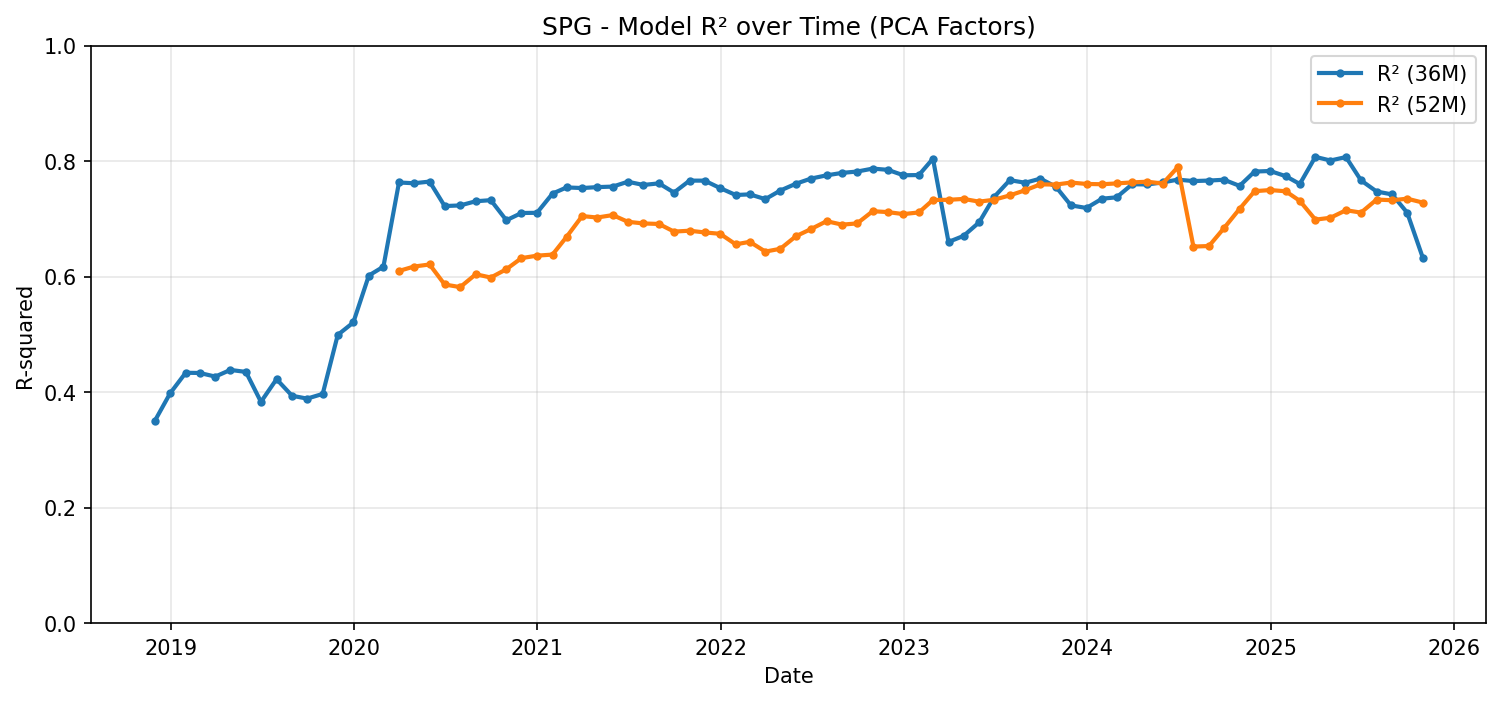 SPG - Model R² over Time (PCA Factors)
R² (36M)
R² (52M)
R-squared
1.0
0.8
0.6
0.4
0.2
0.0
2019 2020 2021 2022 2023 2024 2025 2026
Date